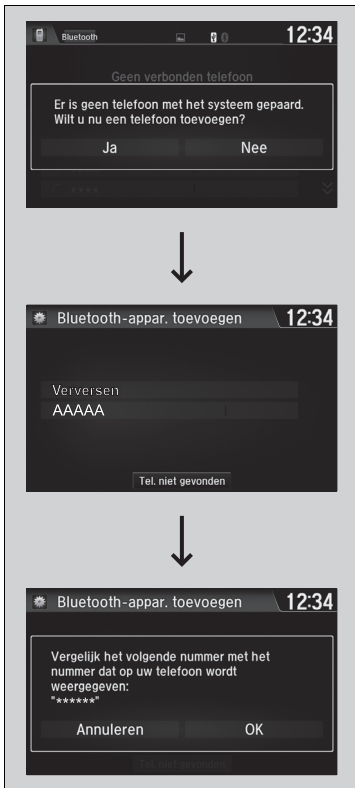 Bluetooth
12:34
Geen verbonden telefoon
Er is geen telefoon met het systeem gepaard.
Wilt u nu een telefoon toevoegen?
Ja Nee
****
Bluetooth-appar. toevoegen 12:34
Verversen
AAAAA
Tel. niet gevonden
Bluetooth-appar. toevoegen 12:34
Vergelijk het volgende nummer met het
nummer dat op uw telefoon wordt
weergegeven:
"******"
Annuleren OK
Tel. niet gevonden